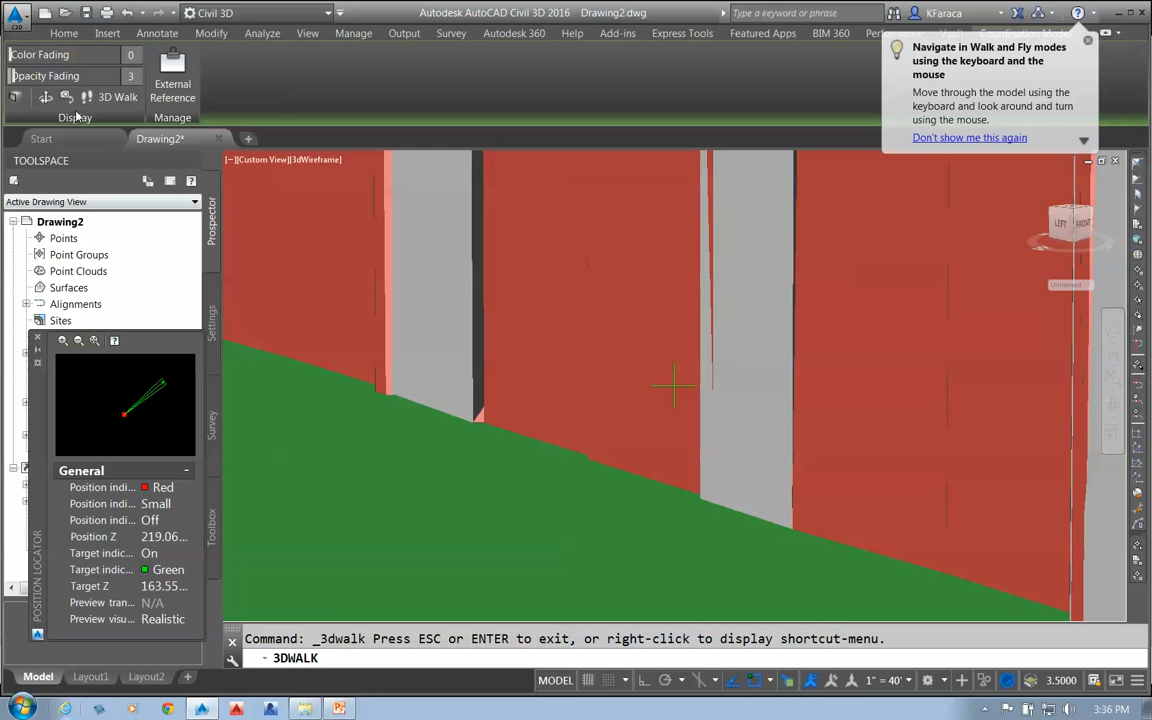 3D
Civil 3D
Autodesk AutoCAD Civil 3D 2016 Drawing2.dwg
Type a keyword or phrase
KFaraca
Home Insert Annotate Modify Analyze View Manage Output Survey Autodesk 360 Help Add-ins Express Tools Featured Apps BIM 360
Color Fading 0
Opacity Fading 3
3D Walk
External Reference
Display
Manage
Navigate in Walk and Fly modes
using the keyboard and the
mouse
Move through the model using the
keyboard and look around and turn
using the mouse.
Don't show me this again
Start
Drawing2*
TOOLSPACE
Active Drawing View
Drawing2
Points
Point Groups
Point Clouds
Surfaces
Alignments
Sites
Prospector
Settings
Survey
Toolbox
[−][Custom View][3dWireframe]
LEFT FRONT
Unnamed
POSITION LOCATOR
General
Position indi... Red
Position indi... Small
Position indi... Off
Position Z 219.06...
Target indic... On
Target indic... Green
Target Z 163.55...
Preview tran... N/A
Preview visu... Realistic
Command: _3dwalk Press ESC or ENTER to exit, or right-click to display shortcut-menu.
3DWALK
Model Layout1 Layout2
MODEL
1" = 40'
3.5000
3:36 PM